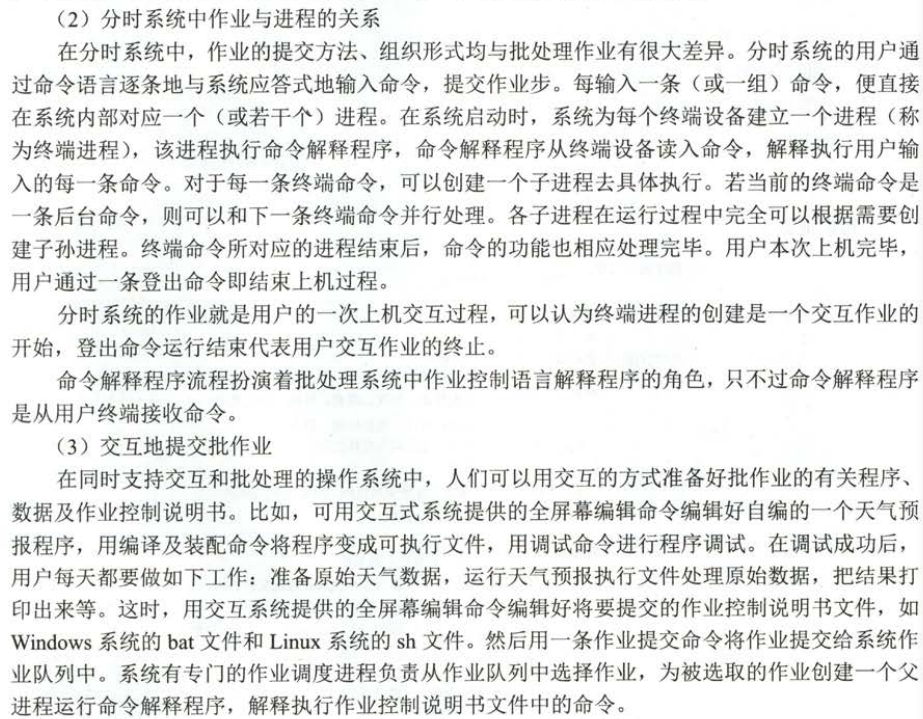 （2）分时系统中作业与进程的关系
在分时系统中，作业的提交方法、组织形式均与批处理作业有很大差异。分时系统的用户通
过命令语言逐条地与系统应答式地输入命令，提交作业步。每输入一条（或一组）命令，便直接
在系统内部对应一个（或若干个）进程。在系统启动时，系统为每个终端设备建立一个进程（称
为终端进程），该进程执行命令解释程序，命令解释程序从终端设备读入命令，解释执行用户输
入的每一条命令。对于每一条终端命令，可以创建一个子进程去具体执行。若当前的终端命令是
一条后台命令，则可以和下一条终端命令并行处理。各子进程在运行过程中完全可以根据需要创
建子孙进程。终端命令所对应的进程结束后，命令的功能也相应处理完毕。用户本次上机完毕，
用户通过一条登出命令即结束上机过程。
分时系统的作业就是用户的一次上机交互过程，可以认为终端进程的创建是一个交互作业的
开始，登出命令运行结束代表用户交互作业的终止。
命令解释程序流程扮演着批处理系统中作业控制语言解释程序的角色，只不过命令解释程序
是从用户终端接收命令。
（3）交互地提交批作业
在同时支持交互和批处理的操作系统中，人们可以用交互的方式准备好批作业的有关程序、
数据及作业控制说明书。比如，可用交互式系统提供的全屏幕编辑命令编辑好自编的一个天气预
报程序，用编译及装配命令将程序变成可执行文件，用调试命令进行程序调试。在调试成功后，
用户每天都要做如下工作：准备原始天气数据，运行天气预报执行文件处理原始数据，把结果打
印出来等。这时，用交互系统提供的全屏幕编辑命令编辑好将要提交的作业控制说明书文件，如
Windows 系统的 bat 文件和 Linux 系统的 sh 文件。然后用一条作业提交命令将作业提交给系统作
业队列中。系统有专门的作业调度进程负责从作业队列中选择作业，为被选取的作业创建一个父
进程运行命令解释程序，解释执行作业控制说明书文件中的命令。